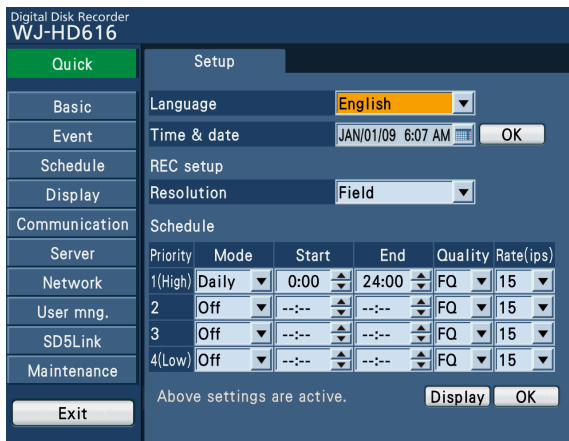 Digital Disk Recorder
WJ-HD616
Quick
Basic
Event
Schedule
Display
Communication
Server
Network
User mng.
SD5Link
Maintenance
Exit
Setup
Language English
Time & date JAN/01/09 6:07 AM OK
REC setup
Resolution Field
Schedule
Priority Mode Start End Quality Rate(ips)
1(High) Daily 0:00 24:00 FQ 15
2 Off --:-- --:-- FQ 15
3 Off --:-- --:-- FQ 15
4(Low) Off --:-- --:-- FQ 15
Above settings are active. Display OK